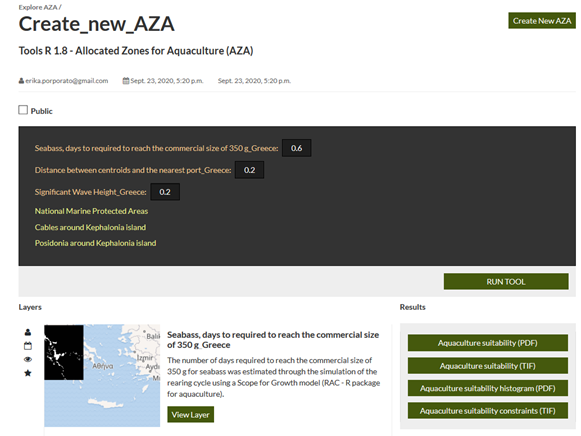 Explore AZA /
Create_new_AZA
Create New AZA
Tools R 1.8 - Allocated Zones for Aquaculture (AZA)
erika.porporato@gmail.com Sept. 23, 2020, 5:20 p.m. Sept. 23, 2020, 5:20 p.m.
Public
Seabass, days to required to reach the commercial size of 350 g_Greece: 0.6
Distance between centroids and the nearest port_Greece: 0.2
Significant Wave Height_Greece: 0.2
National Marine Protected Areas
Cables around Kephalonia island
Posidonia around Kephalonia island
RUN TOOL
Layers
Seabass, days to required to reach the commercial size
of 350 g_Greece
The number of days required to reach the commercial size of
350 g for seabass was estimated through the simulation of
the rearing cycle using a Scope for Growth model (RAC - R package
for aquaculture).
View Layer
Balı
Αθήνα
İzmir
Ayd
Mu
Results
Aquaculture suitability (PDF)
Aquaculture suitability (TIF)
Aquaculture suitability histogram (PDF)
Aquaculture suitability constraints (TIF)